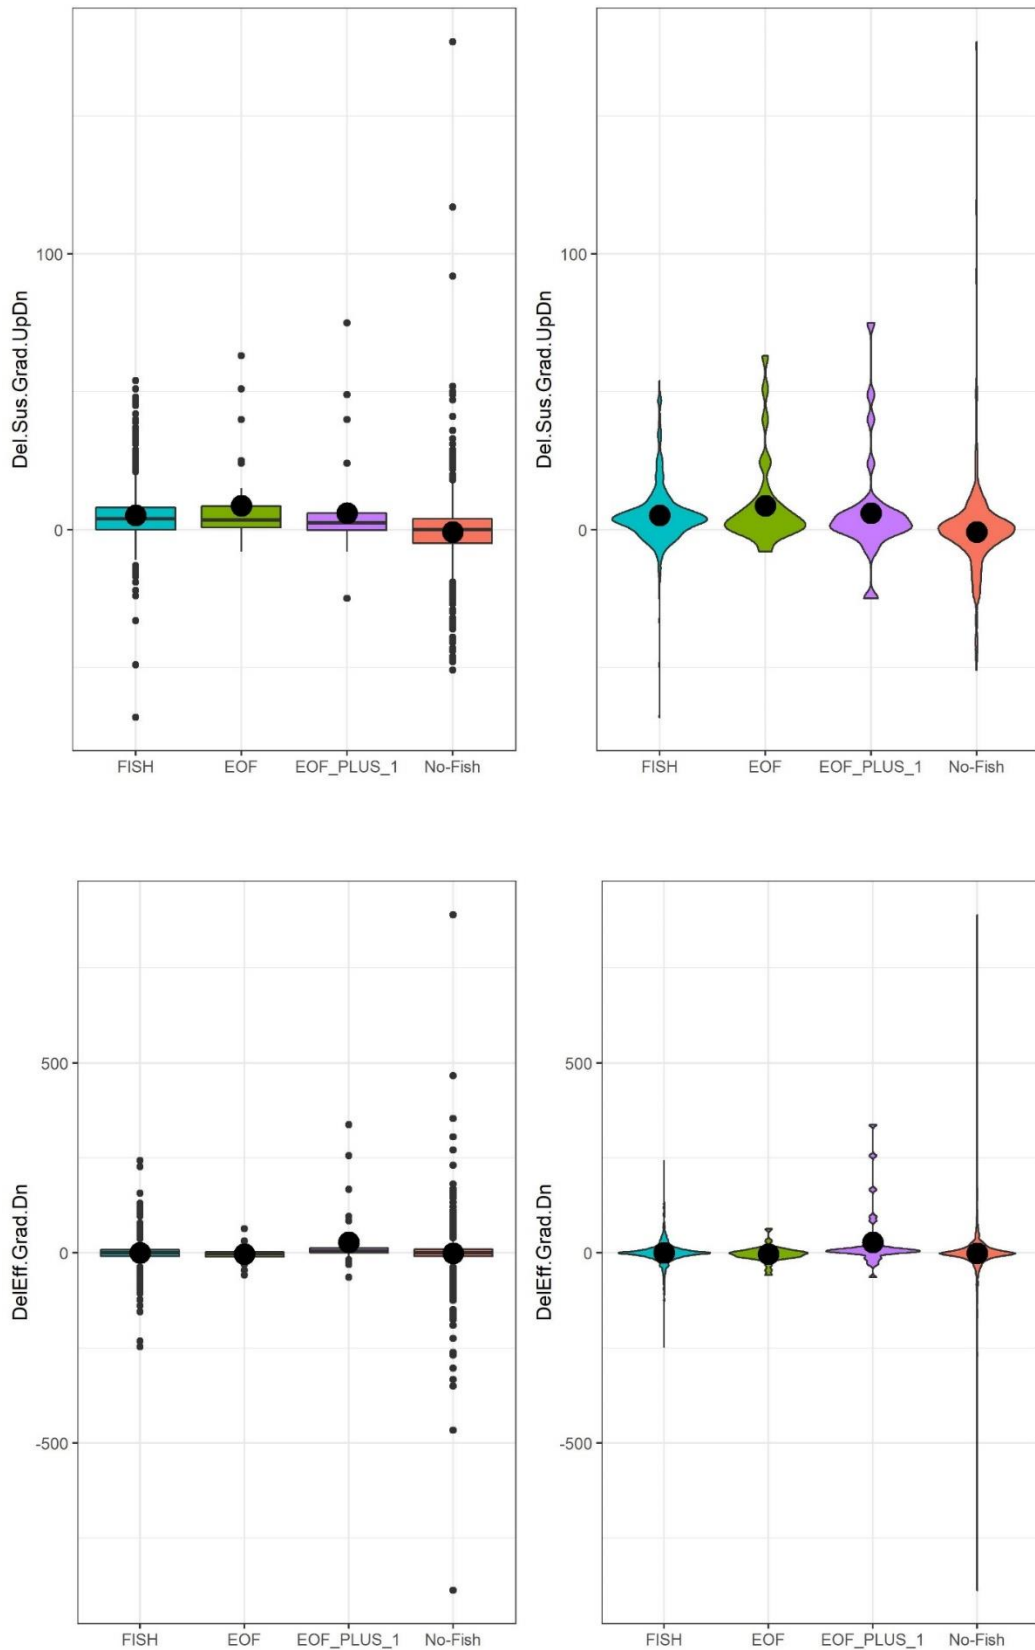 Del.Sus.Grad.UpDn
100
0
FISH EOF EOF_PLUS_1 No-Fish
Del.Sus.Grad.UpDn
100
0
FISH EOF EOF_PLUS_1 No-Fish
DelEff.Grad.Dn
500
0
-500
FISH EOF EOF_PLUS_1 No-Fish
DelEff.Grad.Dn
500
0
-500
FISH EOF EOF_PLUS_1 No-Fish